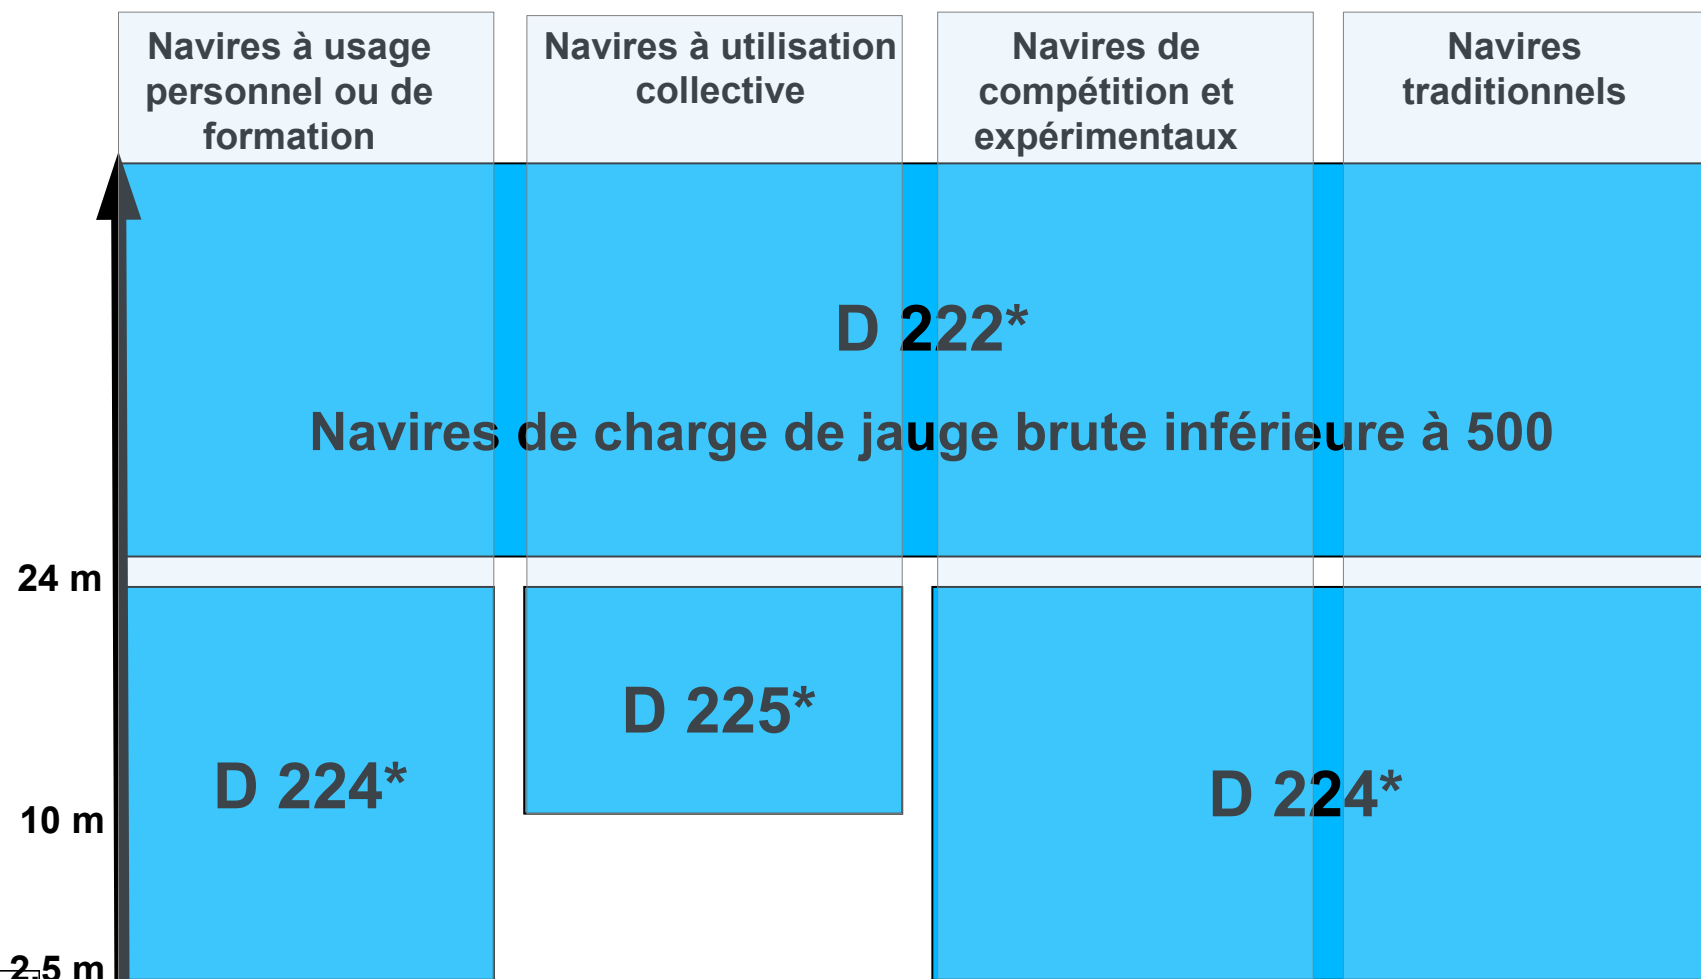 Navires à usage
personnel ou de
formation
Navires à utilisation
collective
Navires de
compétition et
expérimentaux
Navires
traditionnels
D 222*
Navires de charge de jauge brute inférieure à 500
24 m
D 225*
D 224*
D 224*
10 m
2,5 m